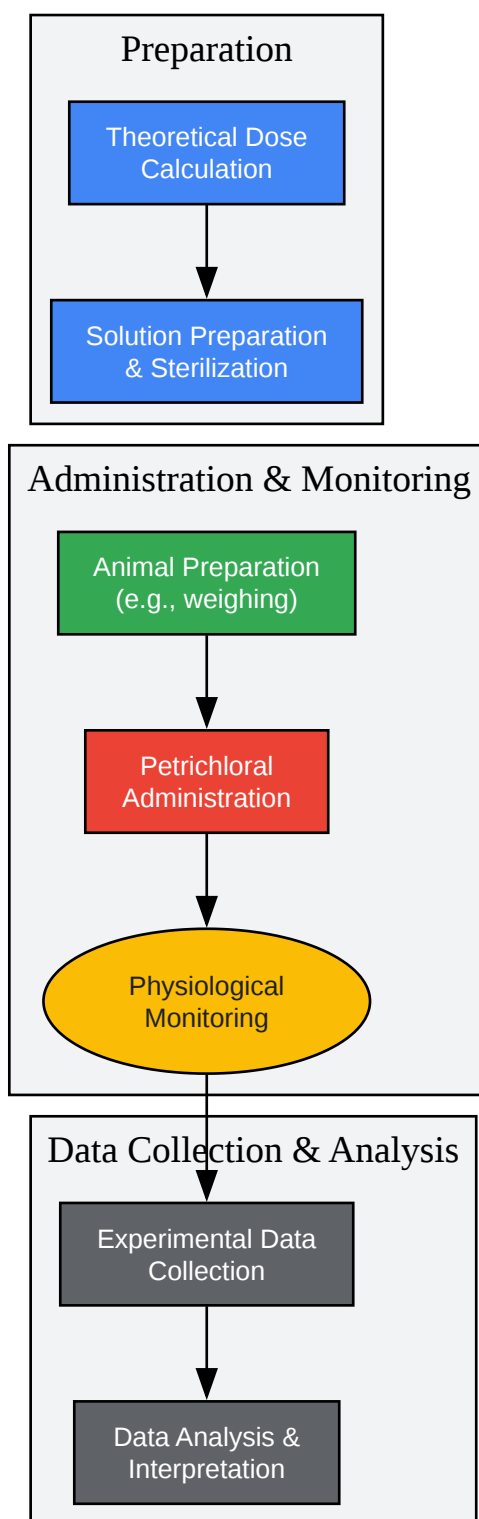 Preparation
Theoretical Dose
Calculation
Solution Preparation
& Sterilization
Administration & Monitoring
Animal Preparation
(e.g., weighing)
Petrichloral
Administration
Physiological
Monitoring
Data Collection & Analysis
Experimental Data
Collection
Data Analysis &
Interpretation